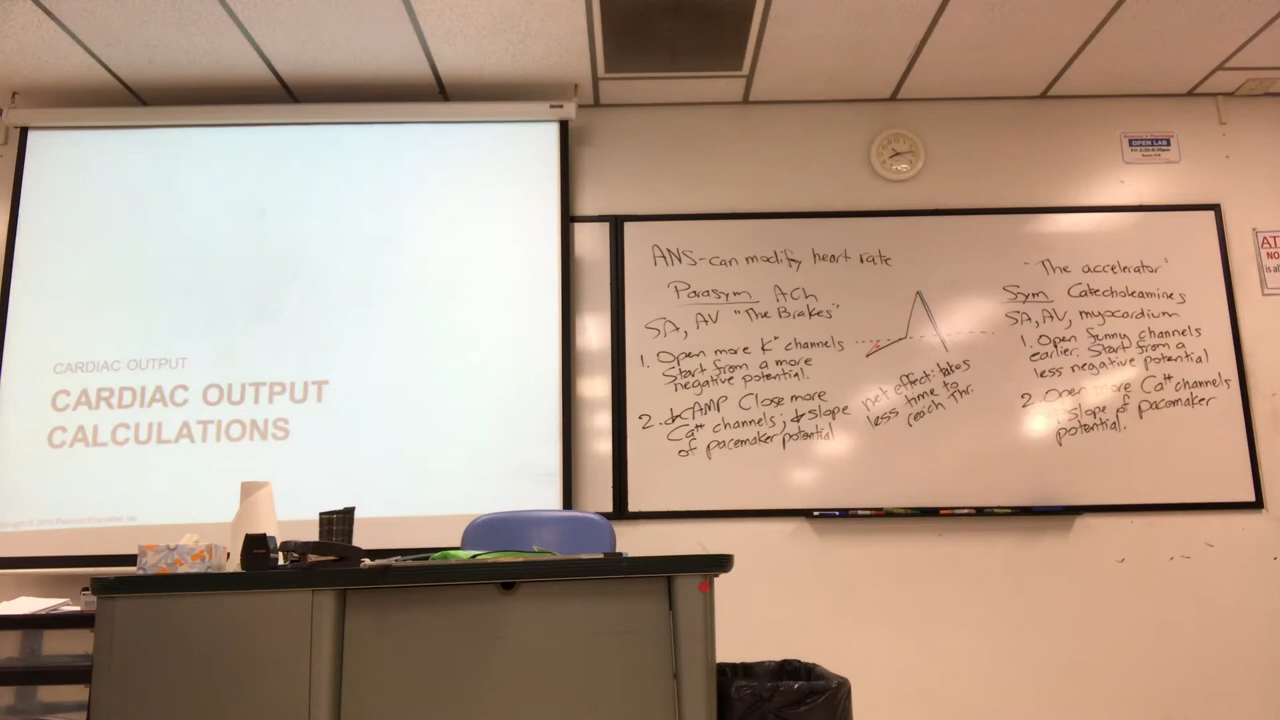 CARDIAC OUTPUT
CARDIAC OUTPUT
CALCULATIONS
OPEN LAB
AT
NO
ANS-can modify heart rate
Parasym ACh
SA, AV "The Brakes"
1. Open more K+ channels
Start from a more
negative potential.
2. ↓cAMP Close more
Ca++ channels; ↓ slope
of pacemaker potential
net effect: takes
less time to
reach Thr.
"The accelerator"
Sym Catecholeamines
SA, AV, myocardium
1. Open funny channels
earlier. Start from a
less negative potential
2. more Ca++ channels
slope of pacemaker
potential.